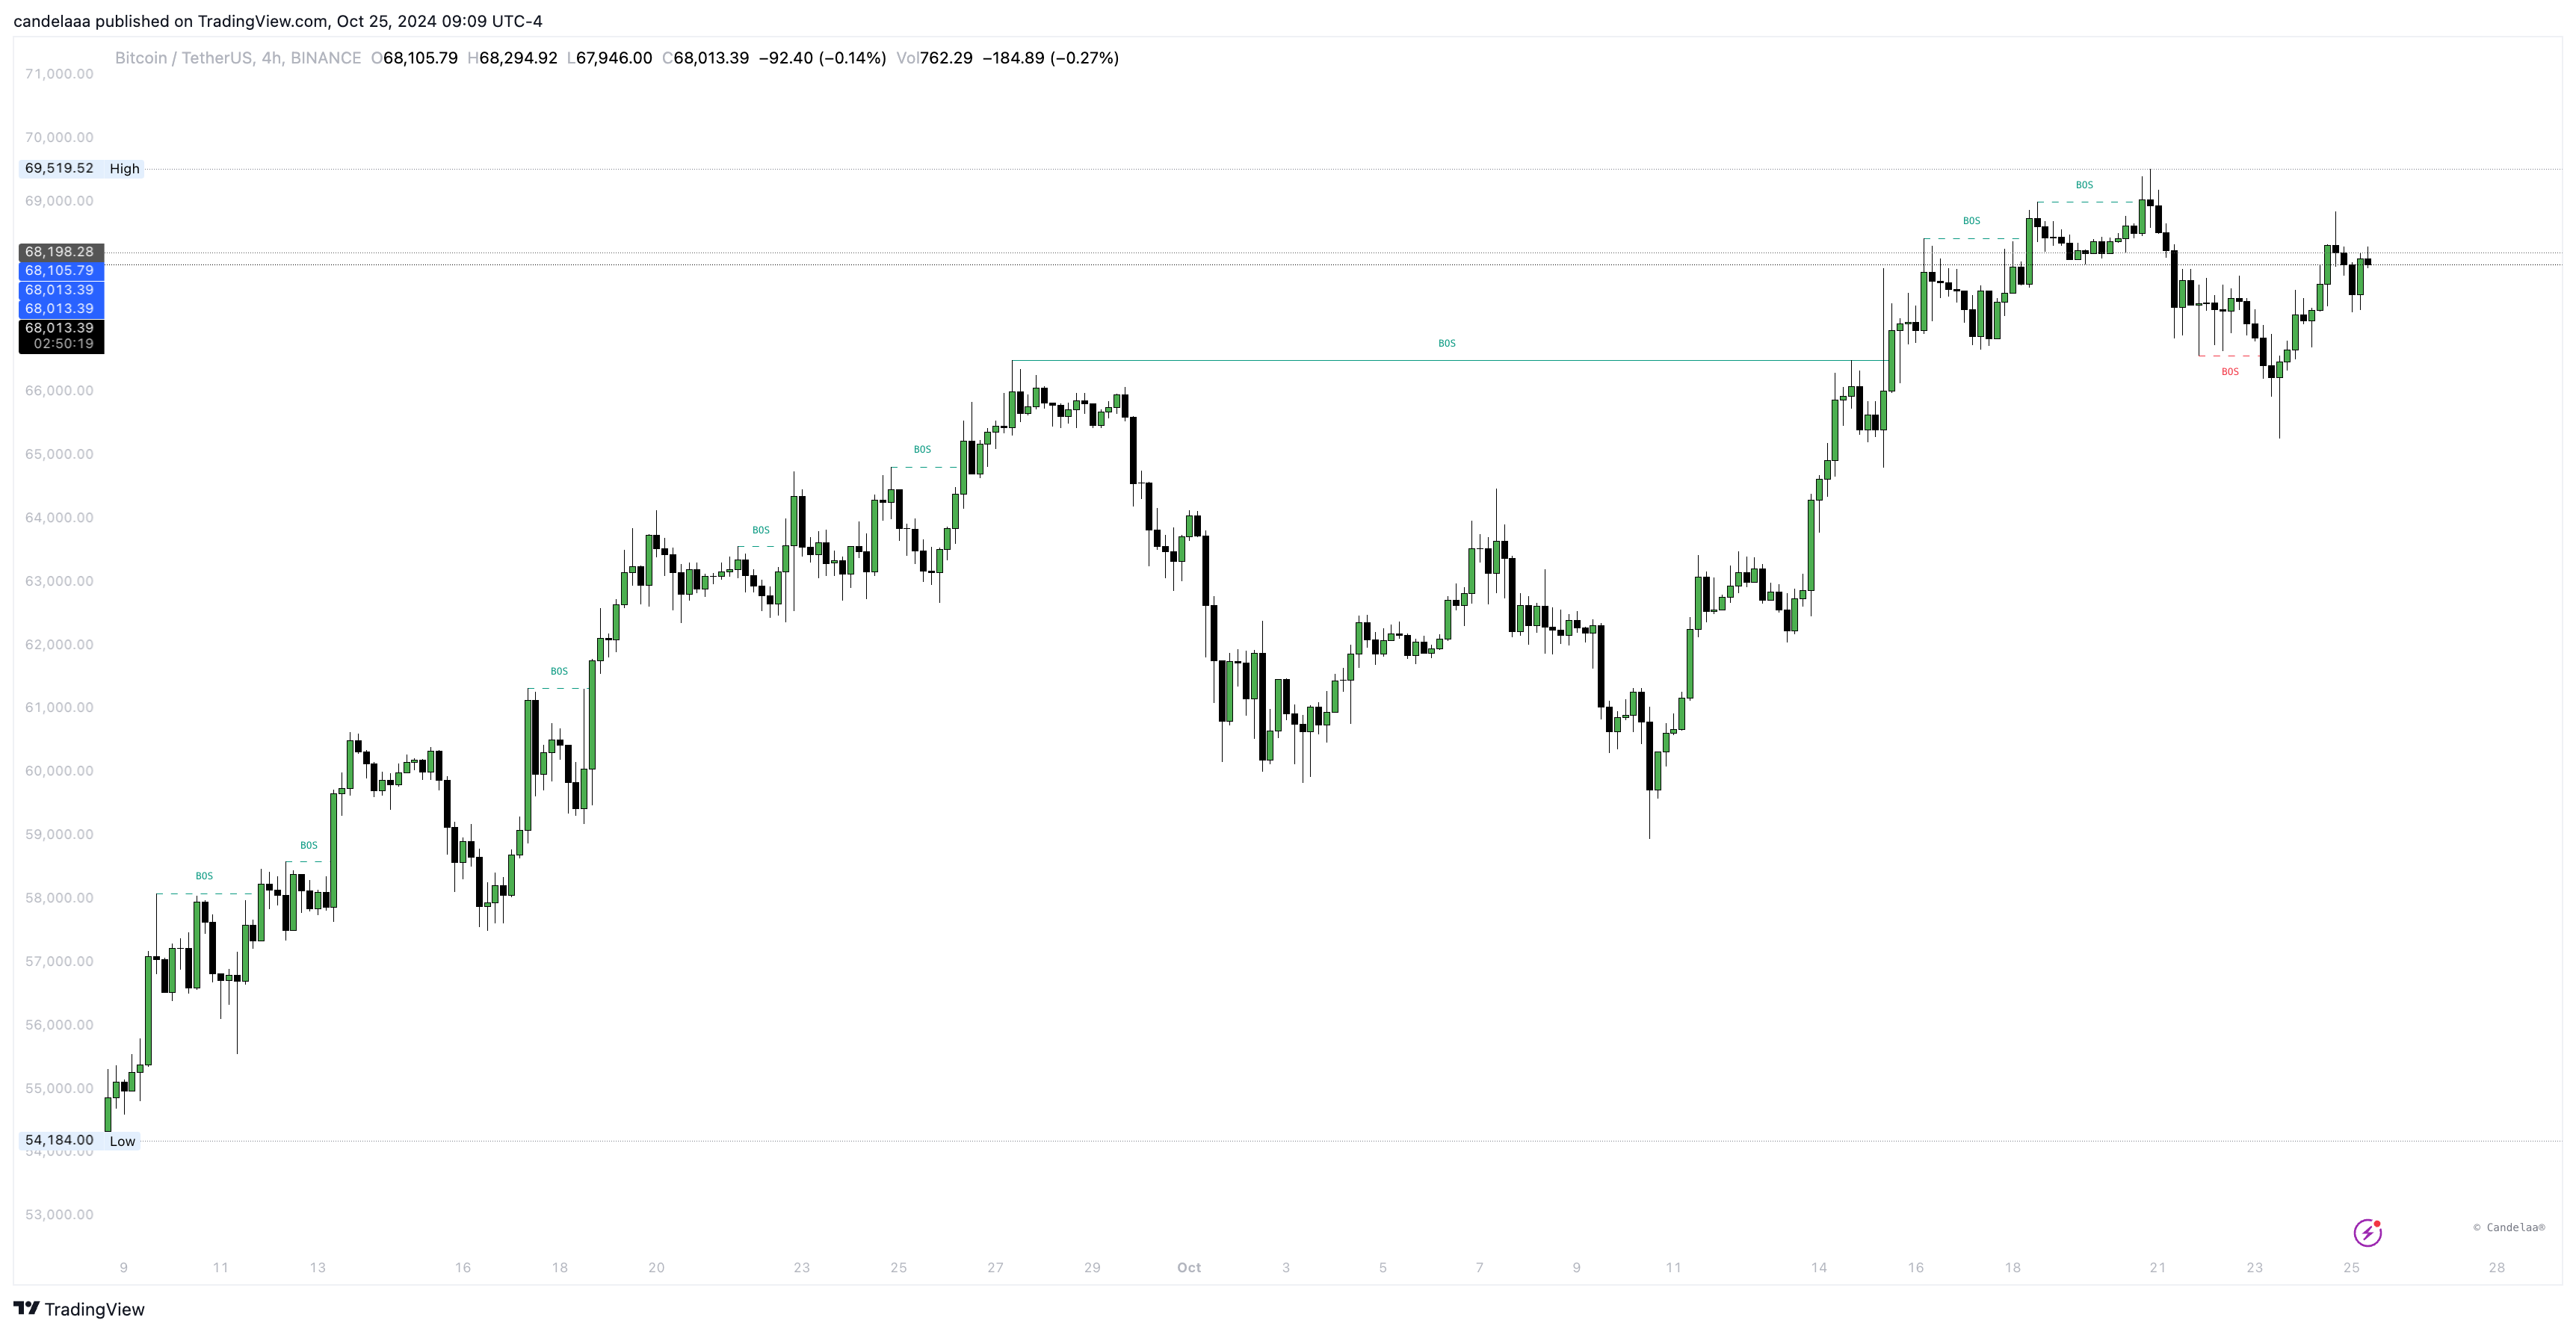 candelaaa published on TradingView.com, Oct 25, 2024 09:09 UTC-4
Bitcoin / TetherUS, 4h, BINANCE O68,105.79 H68,294.92 L67,946.00 C68,013.39 −92.40 (−0.14%) Vol762.29 −184.89 (−0.27%)
71,000.00
70,000.00
69,519.52 High
BOS
69,000.00
BOS
68,198.28
68,105.79
68,013.39
68,013.39
68,013.39
02:50:19
BOS
BOS
66,000.00
BOS
65,000.00
64,000.00
BOS
63,000.00
62,000.00
BOS
61,000.00
60,000.00
59,000.00
BOS
BOS
58,000.00
57,000.00
56,000.00
55,000.00
54,184.00 Low
54,000.00
53,000.00
© Candelaa®
9 11 13 16 18 20 23 25 27 29 Oct 3 5 7 9 11 14 16 18 21 23 25 28
TradingView